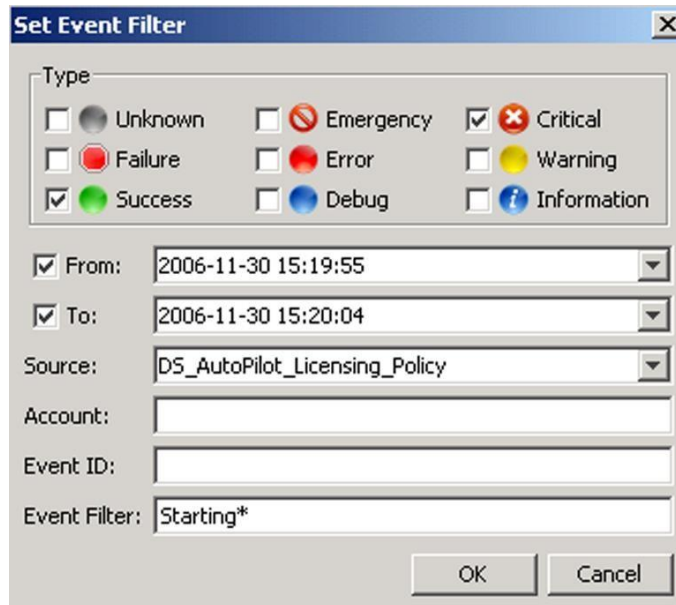 Set Event Filter
Type
Unknown Emergency Critical
Failure Error Warning
Success Debug Information
From: 2006-11-30 15:19:55
To: 2006-11-30 15:20:04
Source: DS_AutoPilot_Licensing_Policy
Account:
Event ID:
Event Filter: Starting*
OK Cancel